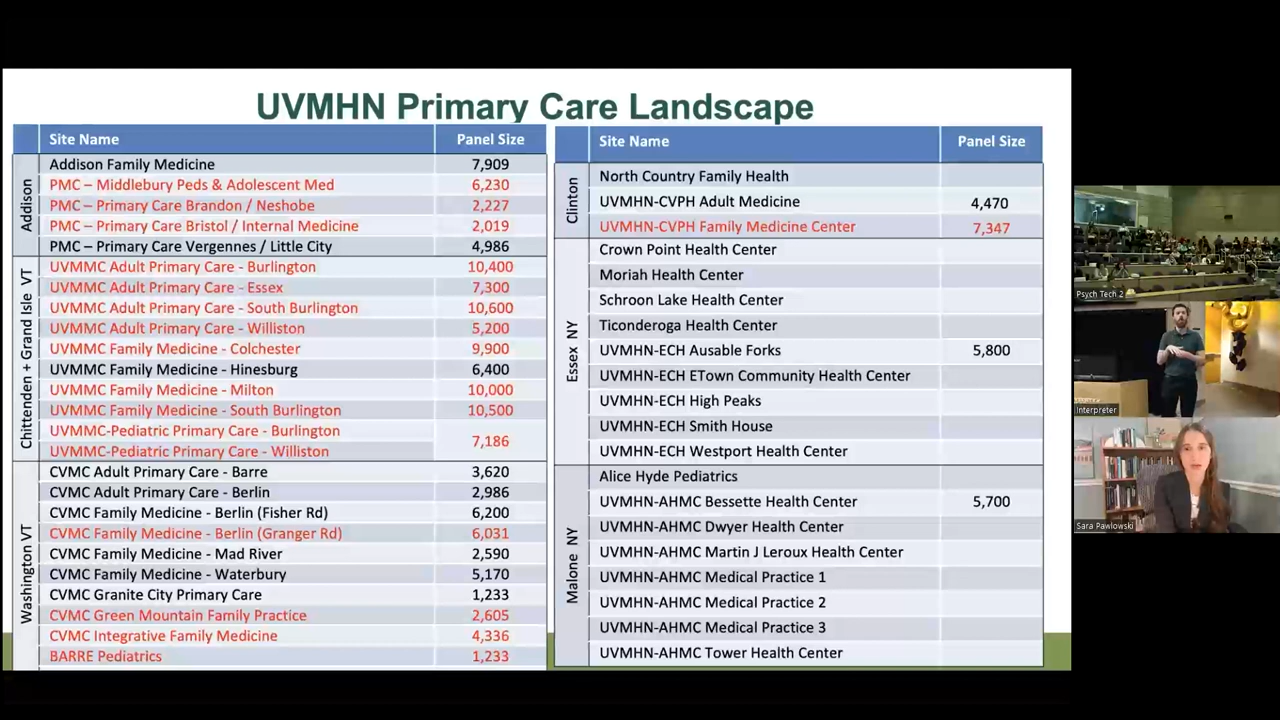 UVMHN Primary Care Landscape
Site Name Panel Size
Addison
Addison Family Medicine 7,909
PMC – Middlebury Peds & Adolescent Med 6,230
PMC – Primary Care Brandon / Neshobe 2,227
PMC – Primary Care Bristol / Internal Medicine 2,019
PMC – Primary Care Vergennes / Little City 4,986
Chittenden + Grand Isle VT
UVMMC Adult Primary Care - Burlington 10,400
UVMMC Adult Primary Care - Essex 7,300
UVMMC Adult Primary Care - South Burlington 10,600
UVMMC Adult Primary Care - Williston 5,200
UVMMC Family Medicine - Colchester 9,900
UVMMC Family Medicine - Hinesburg 6,400
UVMMC Family Medicine - Milton 10,000
UVMMC Family Medicine - South Burlington 10,500
UVMMC-Pediatric Primary Care - Burlington
7,186
UVMMC-Pediatric Primary Care - Williston
Washington VT
CVMC Adult Primary Care - Barre 3,620
CVMC Adult Primary Care - Berlin 2,986
CVMC Family Medicine - Berlin (Fisher Rd) 6,200
CVMC Family Medicine - Berlin (Granger Rd) 6,031
CVMC Family Medicine - Mad River 2,590
CVMC Family Medicine - Waterbury 5,170
CVMC Granite City Primary Care 1,233
CVMC Green Mountain Family Practice 2,605
CVMC Integrative Family Medicine 4,336
BARRE Pediatrics 1,233
Site Name Panel Size
Clinton
North Country Family Health
UVMHN-CVPH Adult Medicine 4,470
UVMHN-CVPH Family Medicine Center 7,347
Essex NY
Crown Point Health Center
Moriah Health Center
Schroon Lake Health Center
Ticonderoga Health Center
UVMHN-ECH Ausable Forks 5,800
UVMHN-ECH ETown Community Health Center
UVMHN-ECH High Peaks
UVMHN-ECH Smith House
UVMHN-ECH Westport Health Center
Malone NY
Alice Hyde Pediatrics
UVMHN-AHMC Bessette Health Center 5,700
UVMHN-AHMC Dwyer Health Center
UVMHN-AHMC Martin J Leroux Health Center
UVMHN-AHMC Medical Practice 1
UVMHN-AHMC Medical Practice 2
UVMHN-AHMC Medical Practice 3
UVMHN-AHMC Tower Health Center
Psych Tech 2
Interpreter
Sara Pawlowski